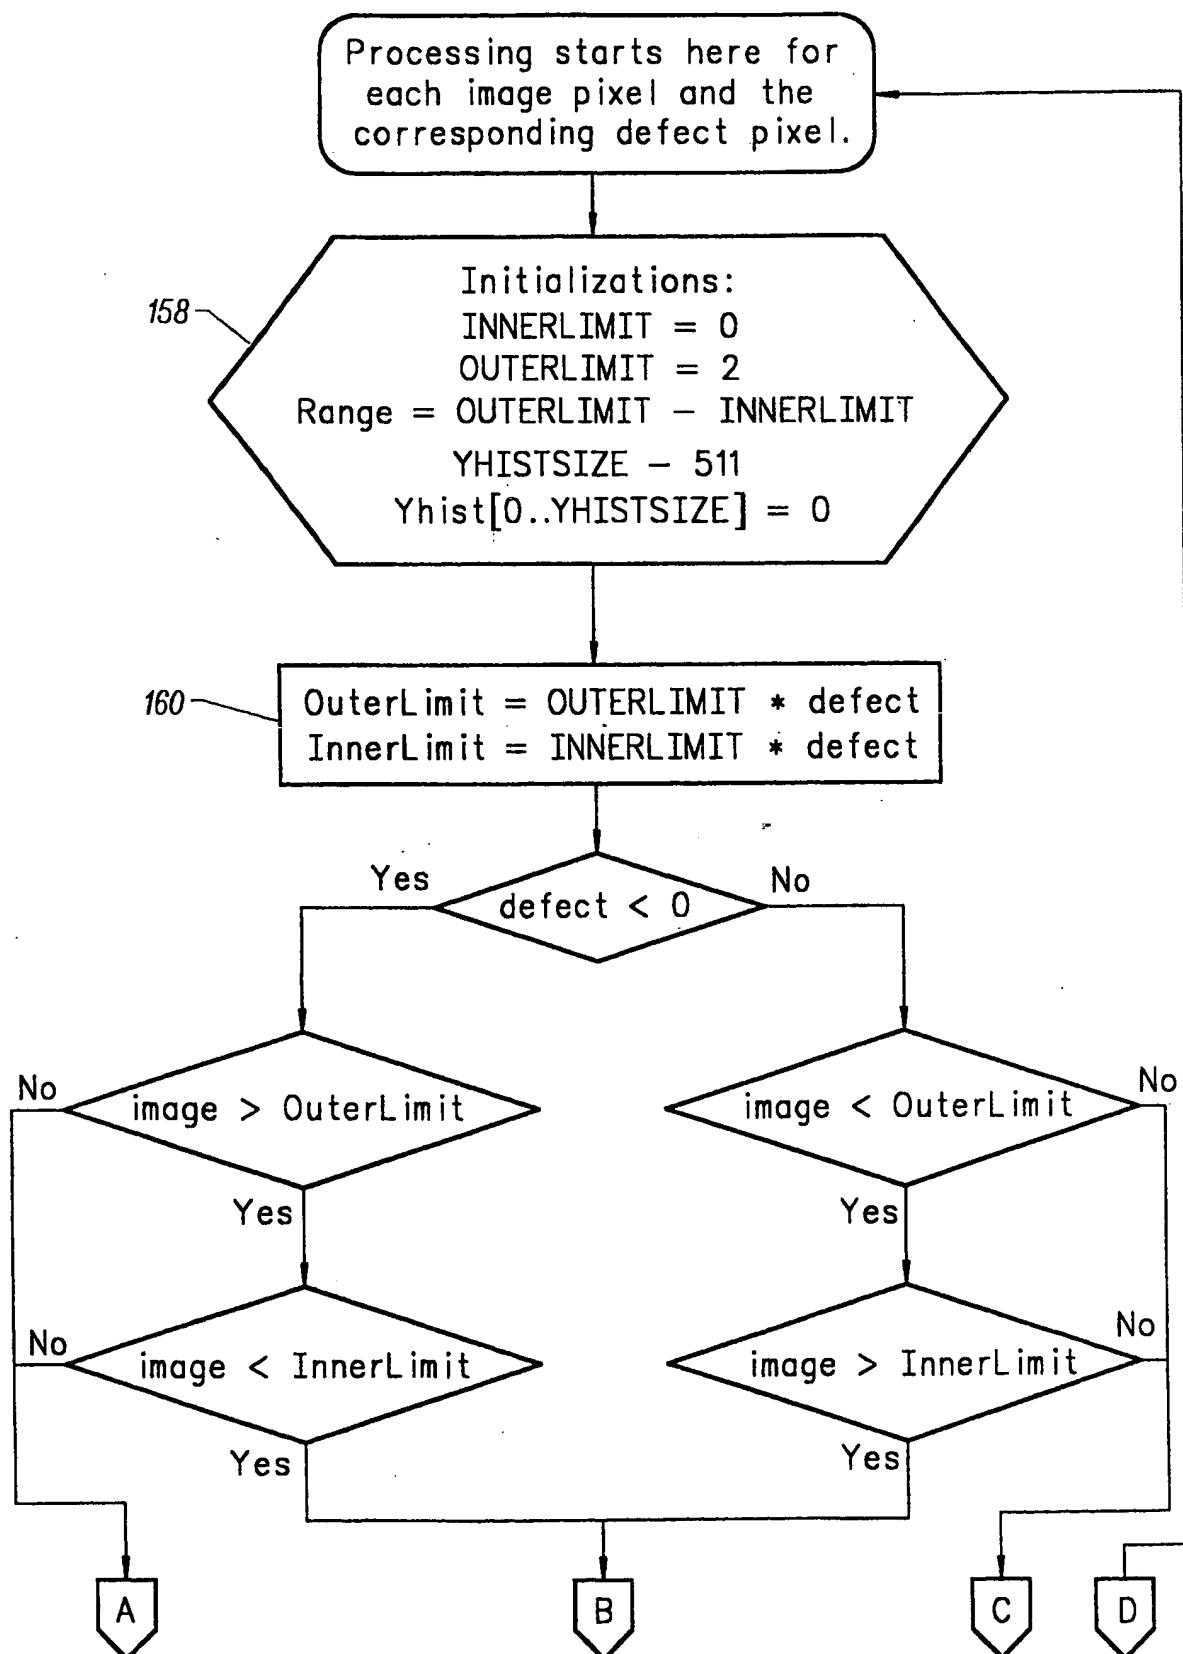 Processing starts here for
each image pixel and the
corresponding defect pixel.
158
Initializations:
INNERLIMIT = 0
OUTERLIMIT = 2
Range = OUTERLIMIT - INNERLIMIT
YHISTSIZE - 511
Yhist[0..YHISTSIZE] = 0
160
OuterLimit = OUTERLIMIT * defect
InnerLimit = INNERLIMIT * defect
Yes
defect < 0
No
No
image > OuterLimit
image < OuterLimit
No
Yes
Yes
No
image < InnerLimit
image > InnerLimit
No
Yes
Yes
A
B
C
D